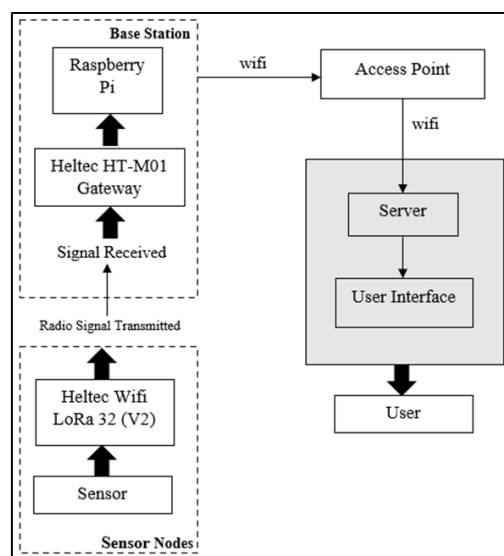 Base Station
Raspberry
Pi
wifi
Access Point
wifi
Heltec HT-M01
Gateway
Server
Signal Received
User Interface
Radio Signal Transmitted
Heltec Wifi
LoRa 32 (V2)
User
Sensor
Sensor Nodes